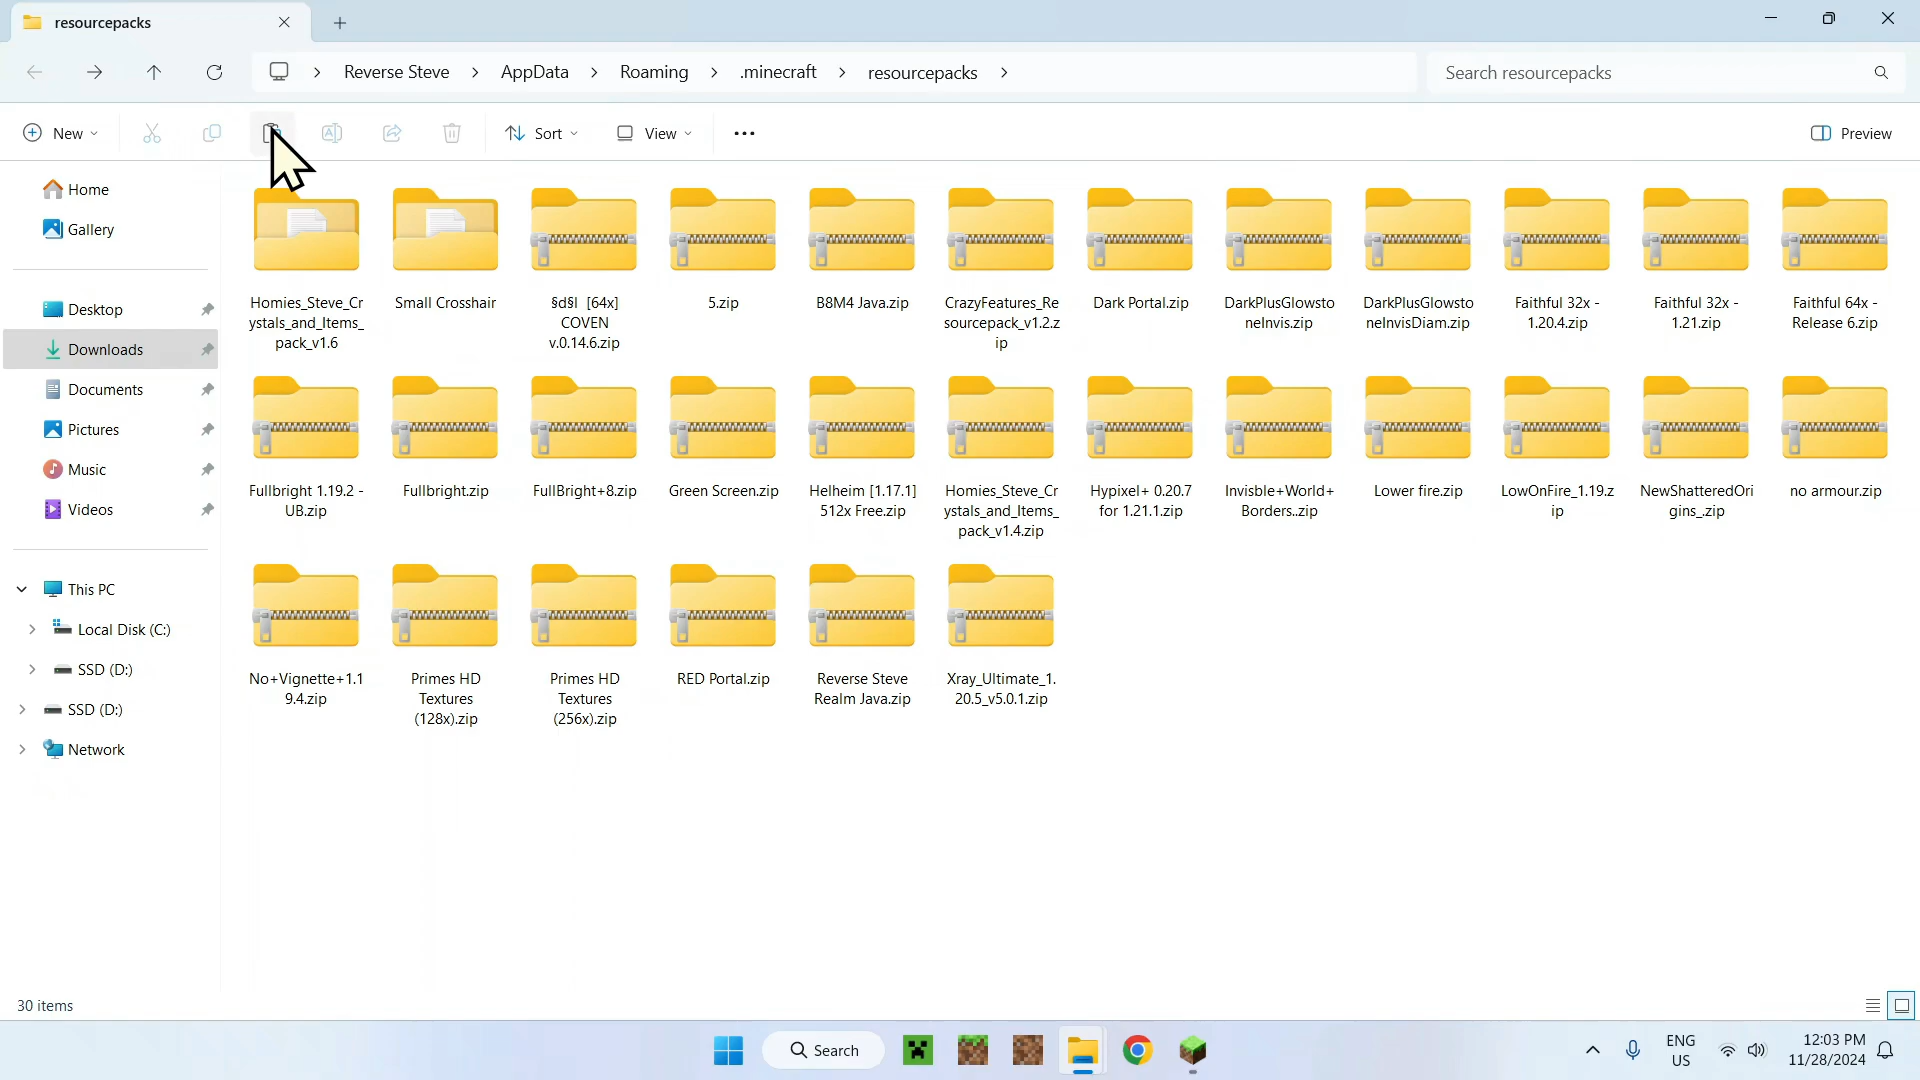 resourcepacks
Reverse Steve > AppData > Roaming > .minecraft > resourcepacks >
Search resourcepacks
New
Sort
View
Preview
Home
Gallery
Desktop
Downloads
Documents
Pictures
Music
Videos
This PC
Local Disk (C:)
SSD (D:)
SSD (D:)
Network
Homies_Steve_Cr
ystals_and_Items_
pack_v1.6
Small Crosshair
§d§l [64x]
COVEN
v.0.14.6.zip
5.zip
B8M4 Java.zip
CrazyFeatures_Re
sourcepack_v1.2.z
ip
Dark Portal.zip
DarkPlusGlowsto
neInvis.zip
DarkPlusGlowsto
neInvisDiam.zip
Faithful 32x -
1.20.4.zip
Faithful 32x -
1.21.zip
Faithful 64x -
Release 6.zip
Fullbright 1.19.2 -
UB.zip
Fullbright.zip
FullBright+8.zip
Green Screen.zip
Helheim [1.17.1]
512x Free.zip
Homies_Steve_Cr
ystals_and_Items_
pack_v1.4.zip
Hypixel+ 0.20.7
for 1.21.1.zip
Invisble+World+
Borders..zip
Lower fire.zip
LowOnFire_1.19.z
ip
NewShatteredOri
gins_.zip
no armour.zip
No+Vignette+1.1
9.4.zip
Primes HD
Textures
(128x).zip
Primes HD
Textures
(256x).zip
RED Portal.zip
Reverse Steve
Realm Java.zip
Xray_Ultimate_1.
20.5_v5.0.1.zip
30 items
Search
ENG
US
12:03 PM
11/28/2024